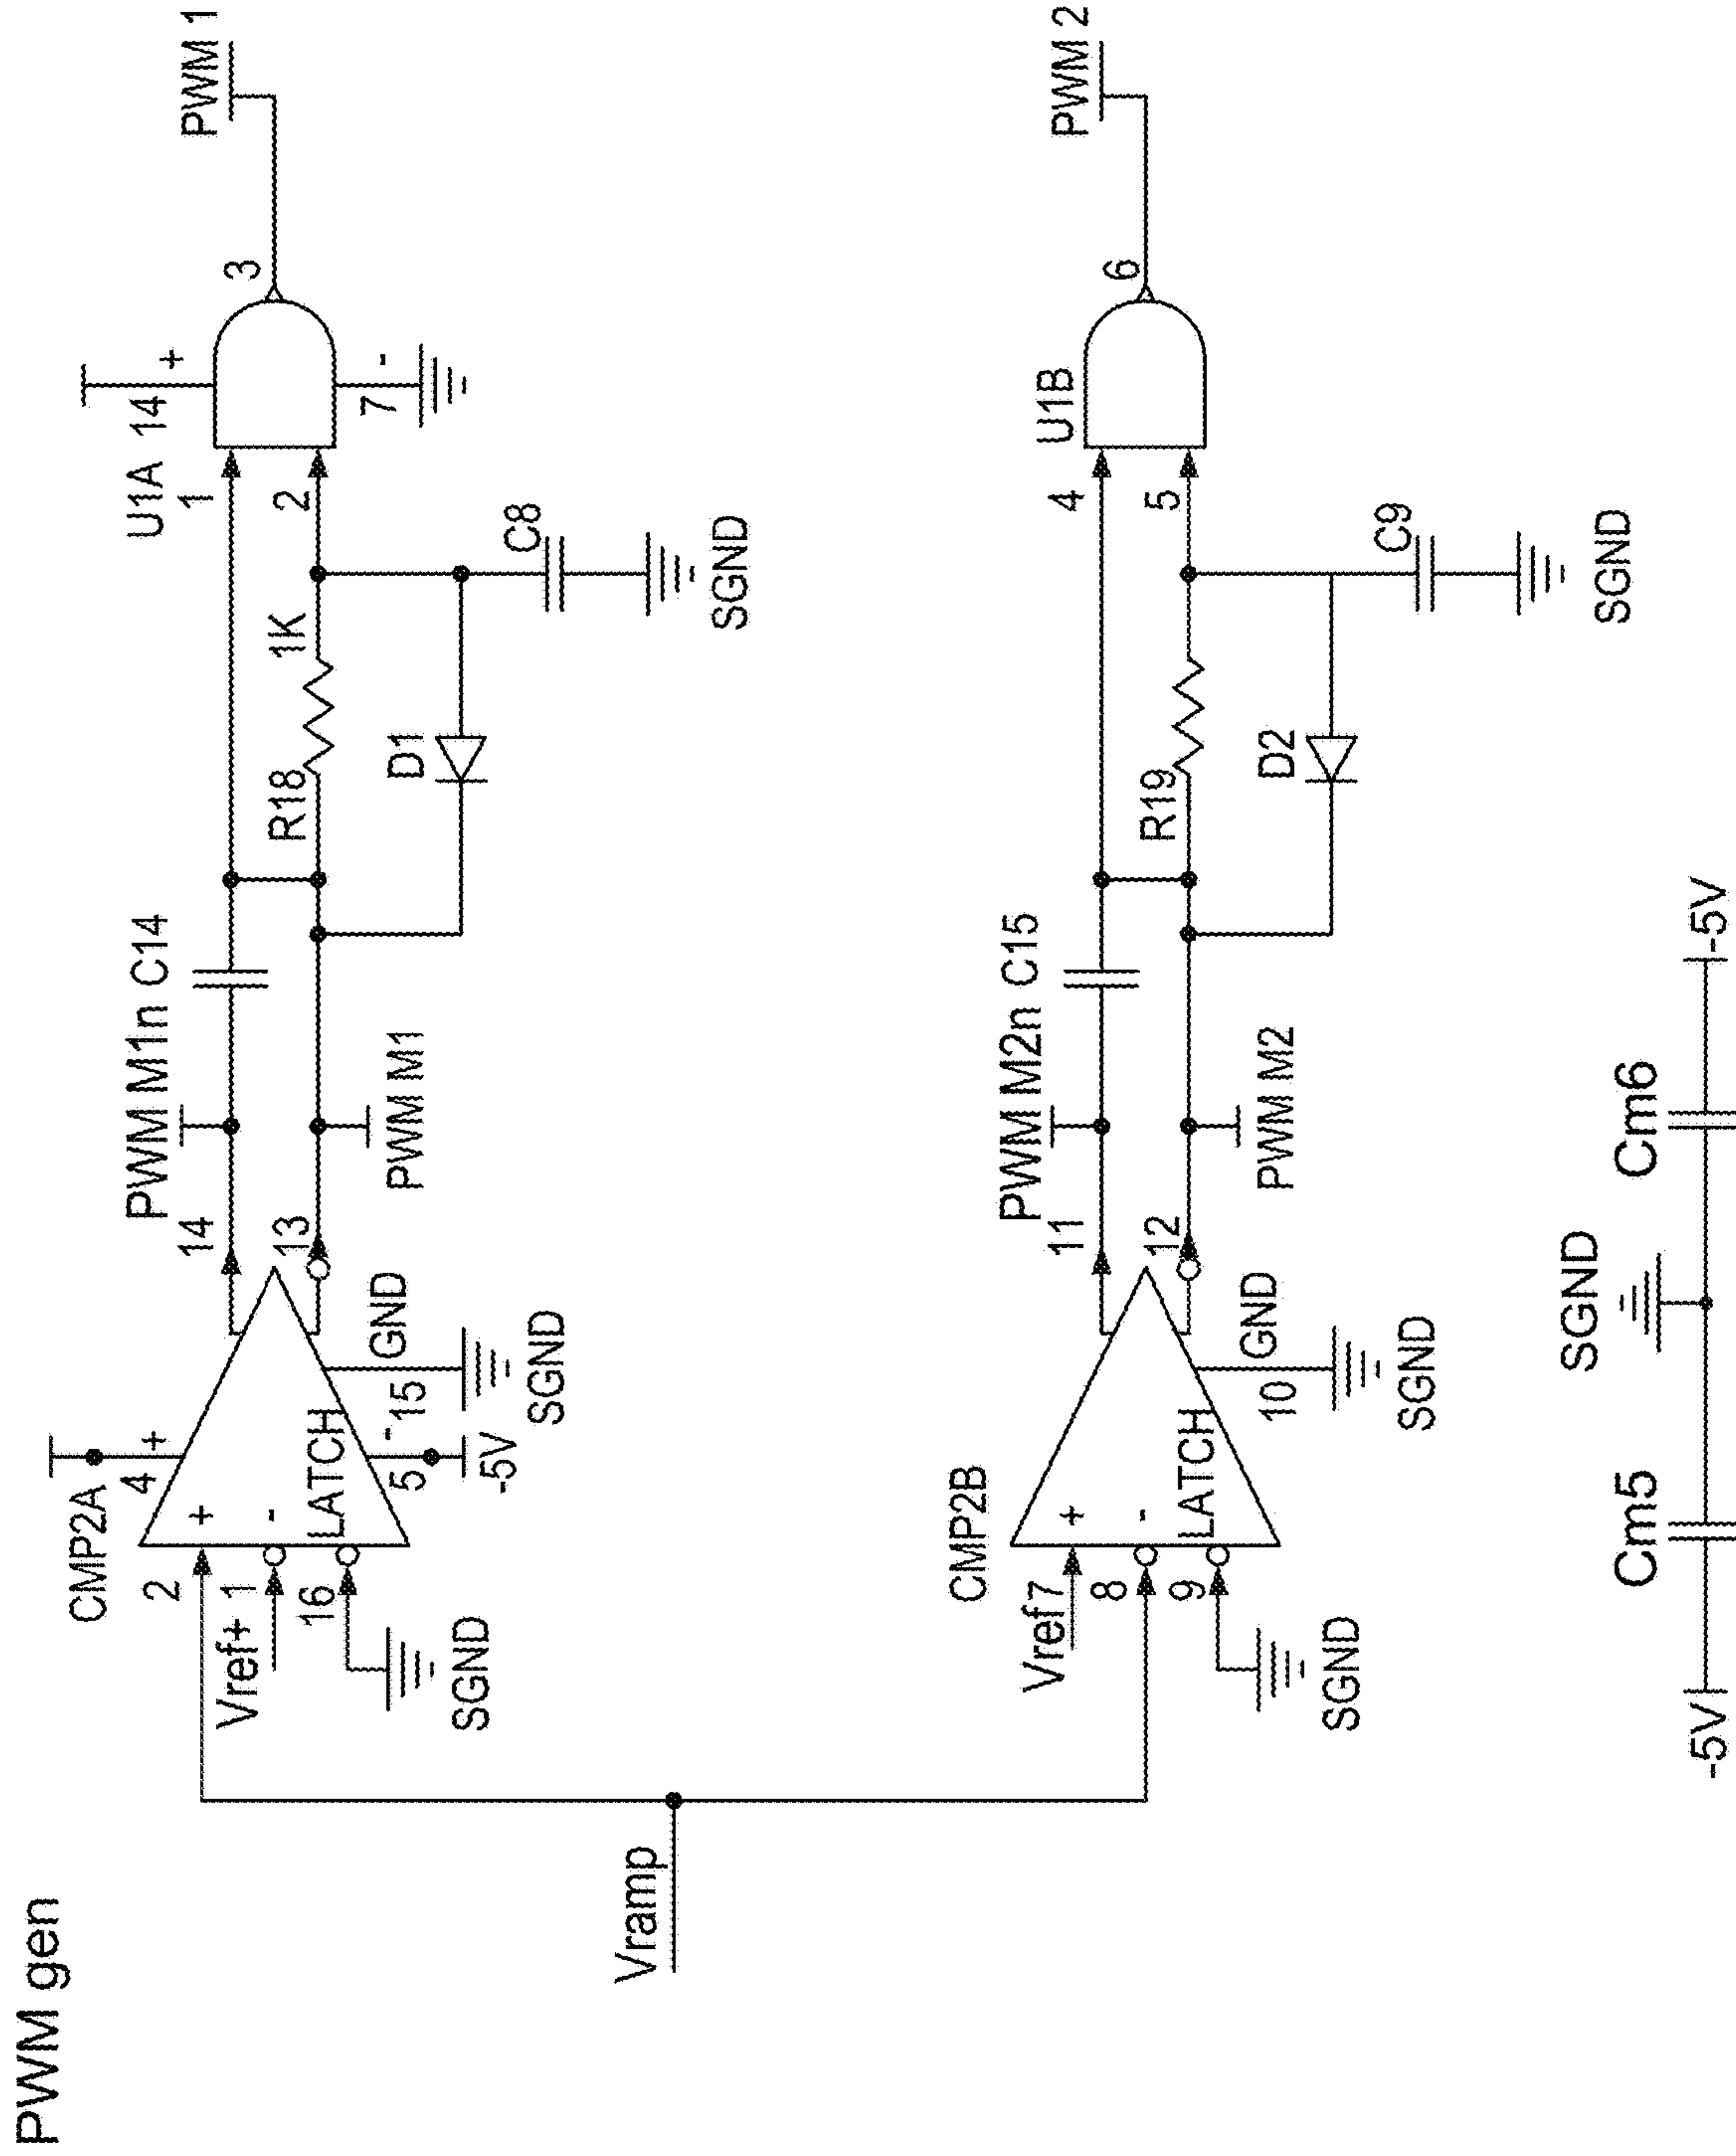 PWM gen
Vramp
CMP2A
4
+
2
+
Vref+
1
-
16
LATCH
SGND
5
-
-5V
15
GND
SGND
14
13
PWM M1n
C14
PWM M1
R18
1K
D1
C8
SGND
U1A
14
+
1
2
7
-
3
PWM 1
CMP2B
Vref
7
+
8
-
9
LATCH
SGND
10
GND
SGND
11
12
PWM M2n
C15
PWM M2
R19
D2
C9
SGND
U1B
4
5
6
PWM 2
-5V
Cm5
SGND
Cm6
-5V